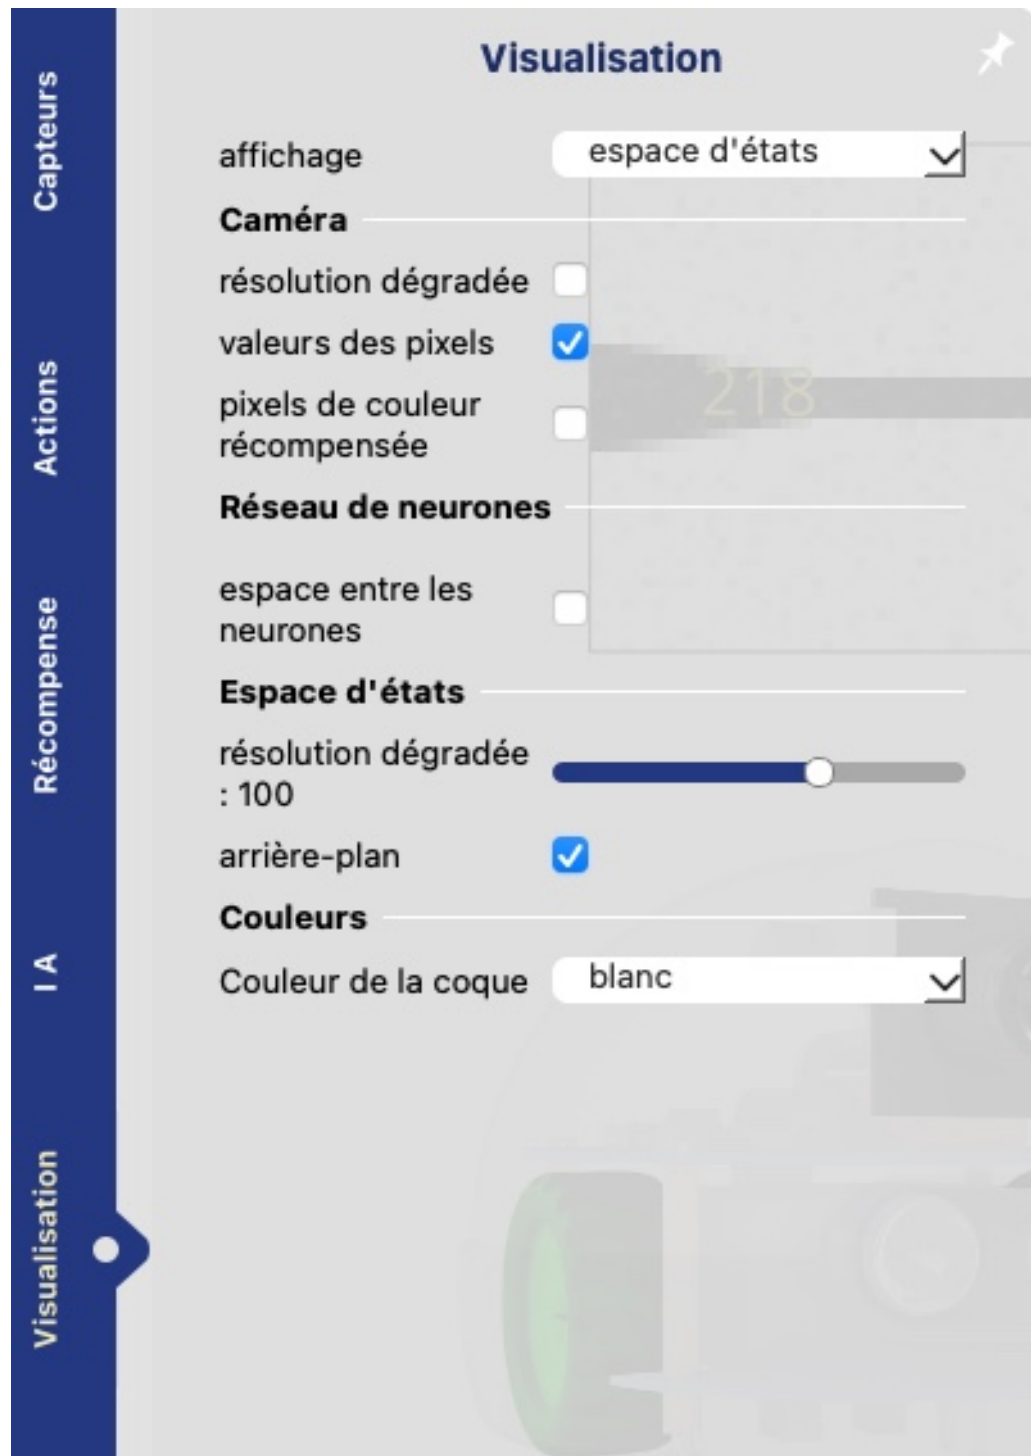 Visualisation
affichage
espace d'états
Caméra
résolution dégradée
valeurs des pixels
218
pixels de couleur
récompensée
Réseau de neurones
espace entre les
neurones
Espace d'états
résolution dégradée
: 100
arrière-plan
Couleurs
Couleur de la coque
blanc
Capteurs
Actions
Récompense
I A
Visualisation